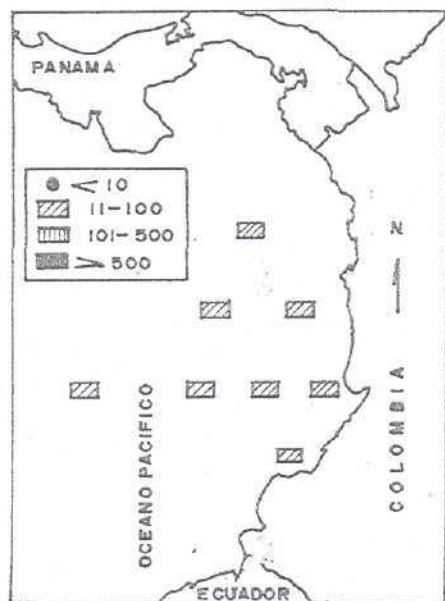 PANAMA
< 10
11-100
101-500
> 500
N
COLOMBIA
OCEANO PACIFICO
ECUADOR